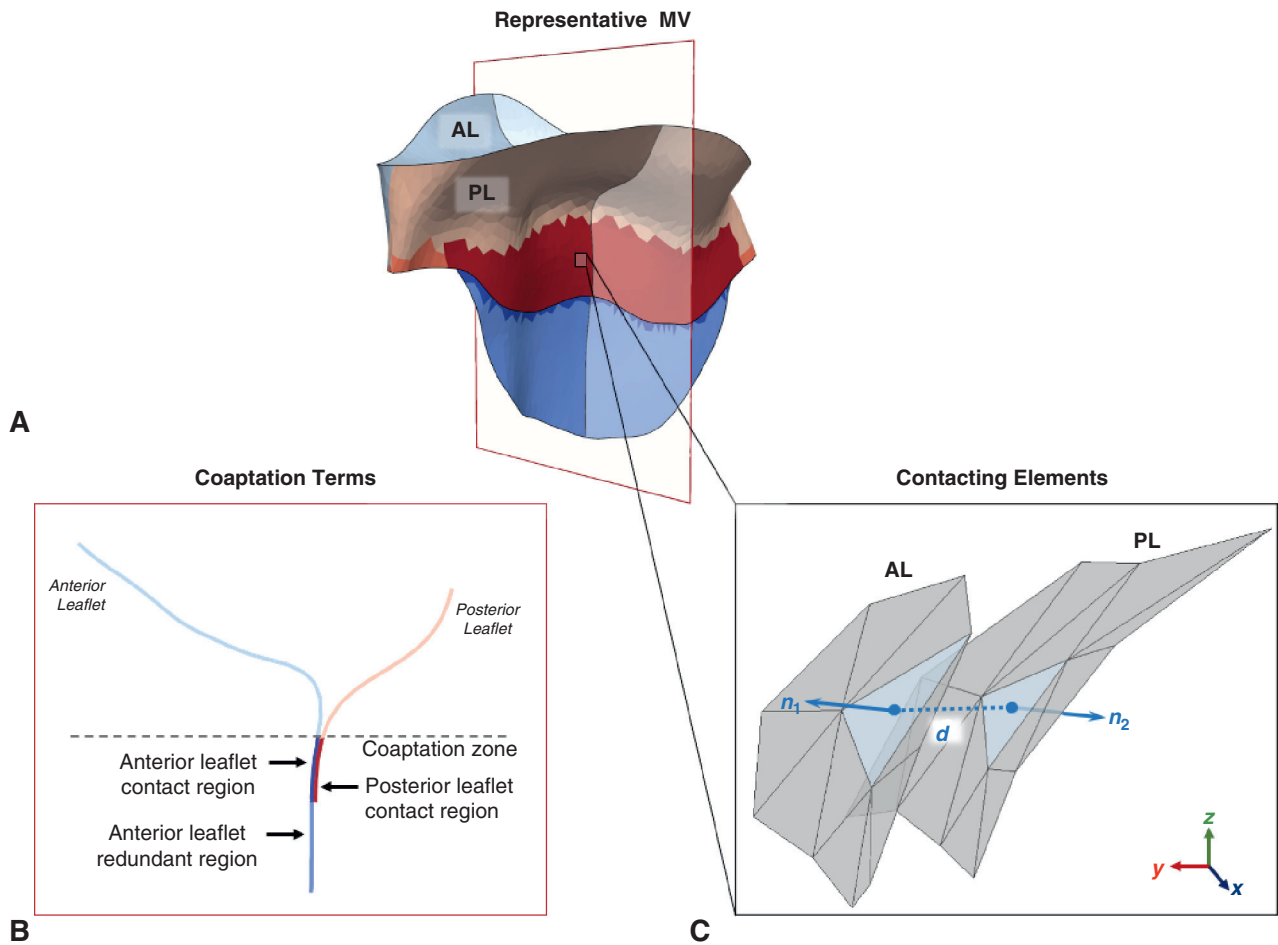 Representative MV
AL
PL
A
Coaptation Terms
Anterior
Leaflet
Posterior
Leaflet
Coaptation zone
Anterior leaflet
contact region
Posterior leaflet
contact region
Anterior leaflet
redundant region
B
Contacting Elements
AL
PL
n1
d
n2
z
y
x
C